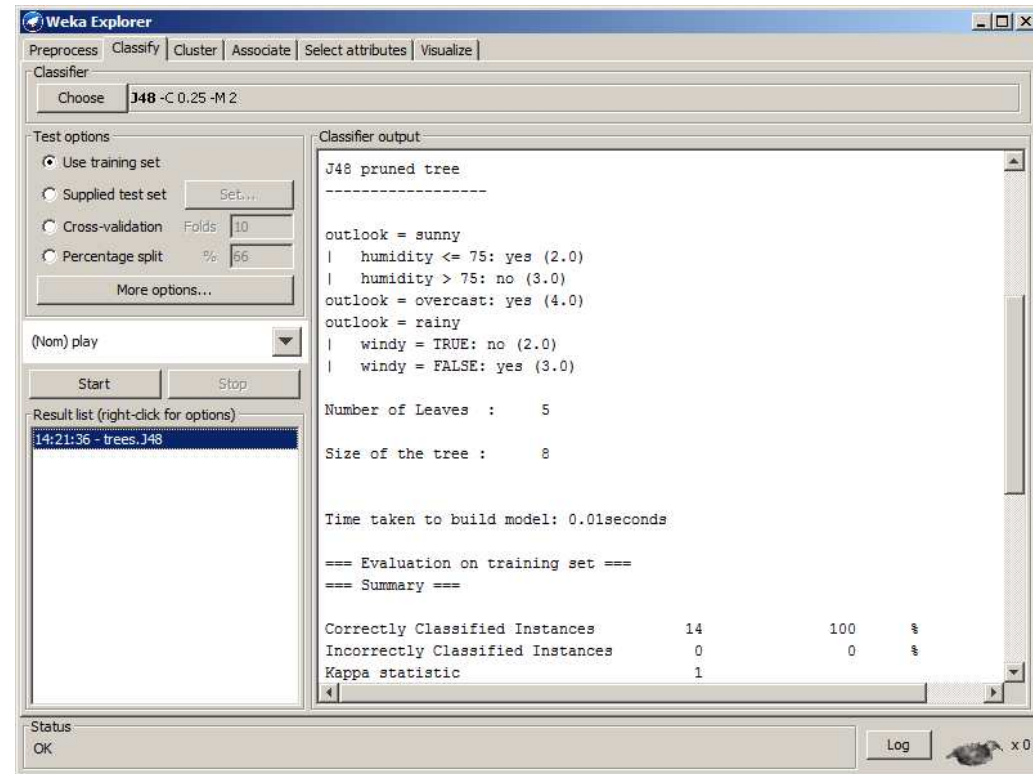 Weka Explorer
Preprocess Classify Cluster Associate Select attributes Visualize
Classifier
Choose J48 -C 0.25 -M 2
Test options
Use training set
Supplied test set Set...
Cross-validation Folds 10
Percentage split % 66
More options...
(Nom) play
Start Stop
Result list (right-click for options)
14:21:36 - trees.J48
Classifier output
J48 pruned tree
------------------
outlook = sunny
|   humidity <= 75: yes (2.0)
|   humidity > 75: no (3.0)
outlook = overcast: yes (4.0)
outlook = rainy
|   windy = TRUE: no (2.0)
|   windy = FALSE: yes (3.0)
Number of Leaves  :     5
Size of the tree :      8
Time taken to build model: 0.01seconds
=== Evaluation on training set ===
=== Summary ===
Correctly Classified Instances 14 100 %
Incorrectly Classified Instances 0 0 %
Kappa statistic 1
Status
OK
Log x 0